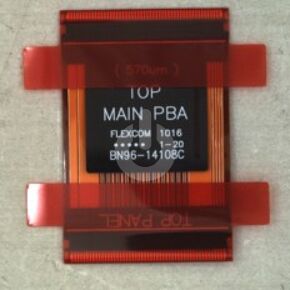 (570um)
TOP
MAIN PBA
FLEXCOM 1016
***** 1-20
BN96-14108C
TOP PANEL